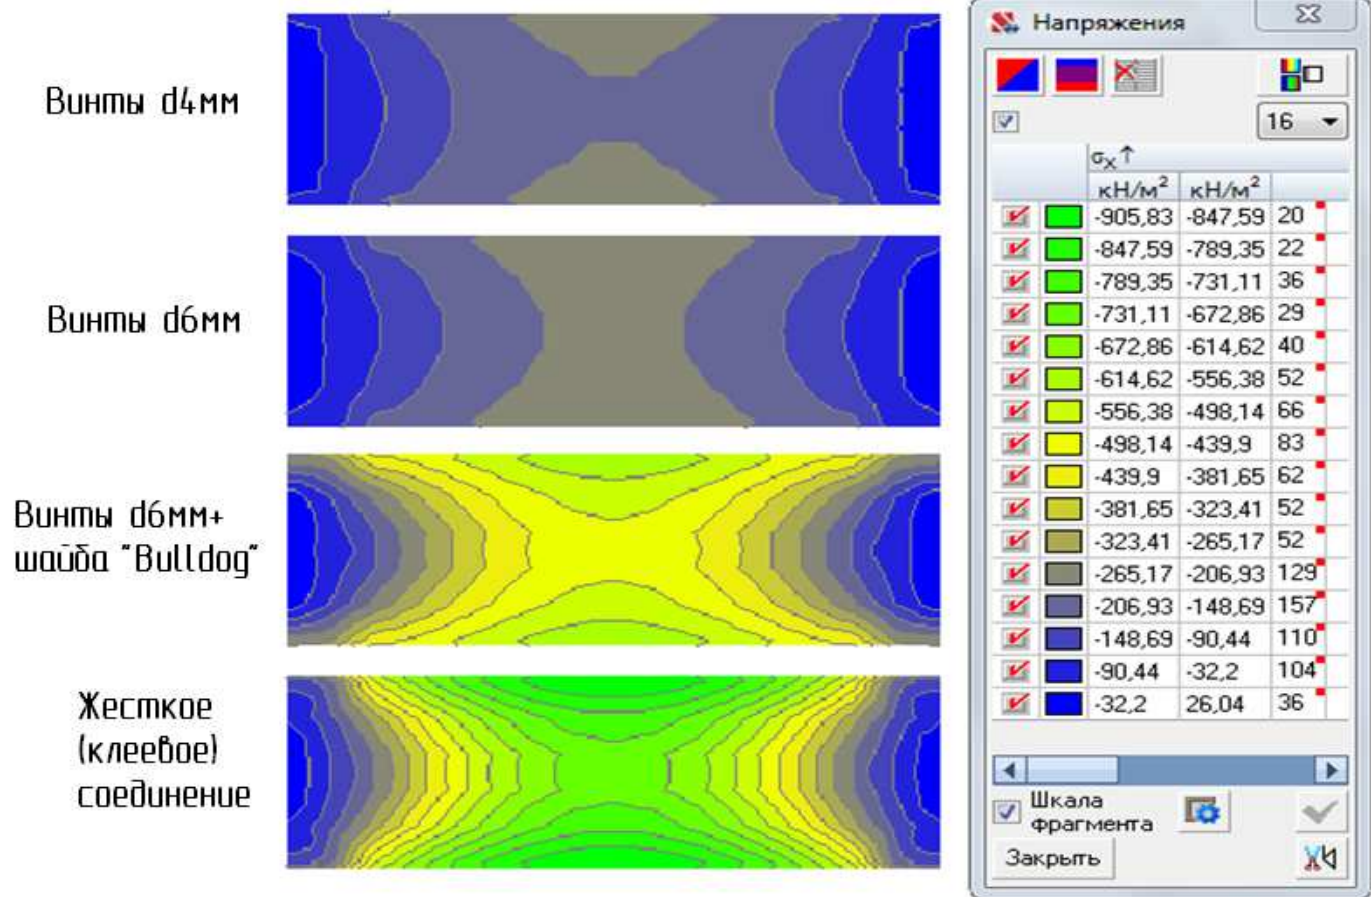 Винты d4мм
Винты d6мм
Винты d6мм+
шайба "Bulldog"
Жесткое
(клеевое)
соединение
Напряжения
16
σx↑
кН/м² кН/м²
-905,83 -847,59 20
-847,59 -789,35 22
-789,35 -731,11 36
-731,11 -672,86 29
-672,86 -614,62 40
-614,62 -556,38 52
-556,38 -498,14 66
-498,14 -439,9 83
-439,9 -381,65 62
-381,65 -323,41 52
-323,41 -265,17 52
-265,17 -206,93 129
-206,93 -148,69 157
-148,69 -90,44 110
-90,44 -32,2 104
-32,2 26,04 36
Шкала
фрагмента
Закрыть